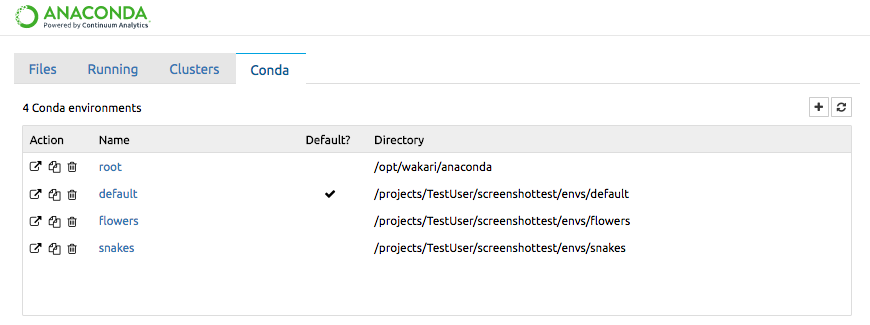 ANACONDA
Powered by Continuum Analytics
Files Running Clusters Conda
4 Conda environments
Action Name Default? Directory
root /opt/wakari/anaconda
default /projects/TestUser/screenshottest/envs/default
flowers /projects/TestUser/screenshottest/envs/flowers
snakes /projects/TestUser/screenshottest/envs/snakes